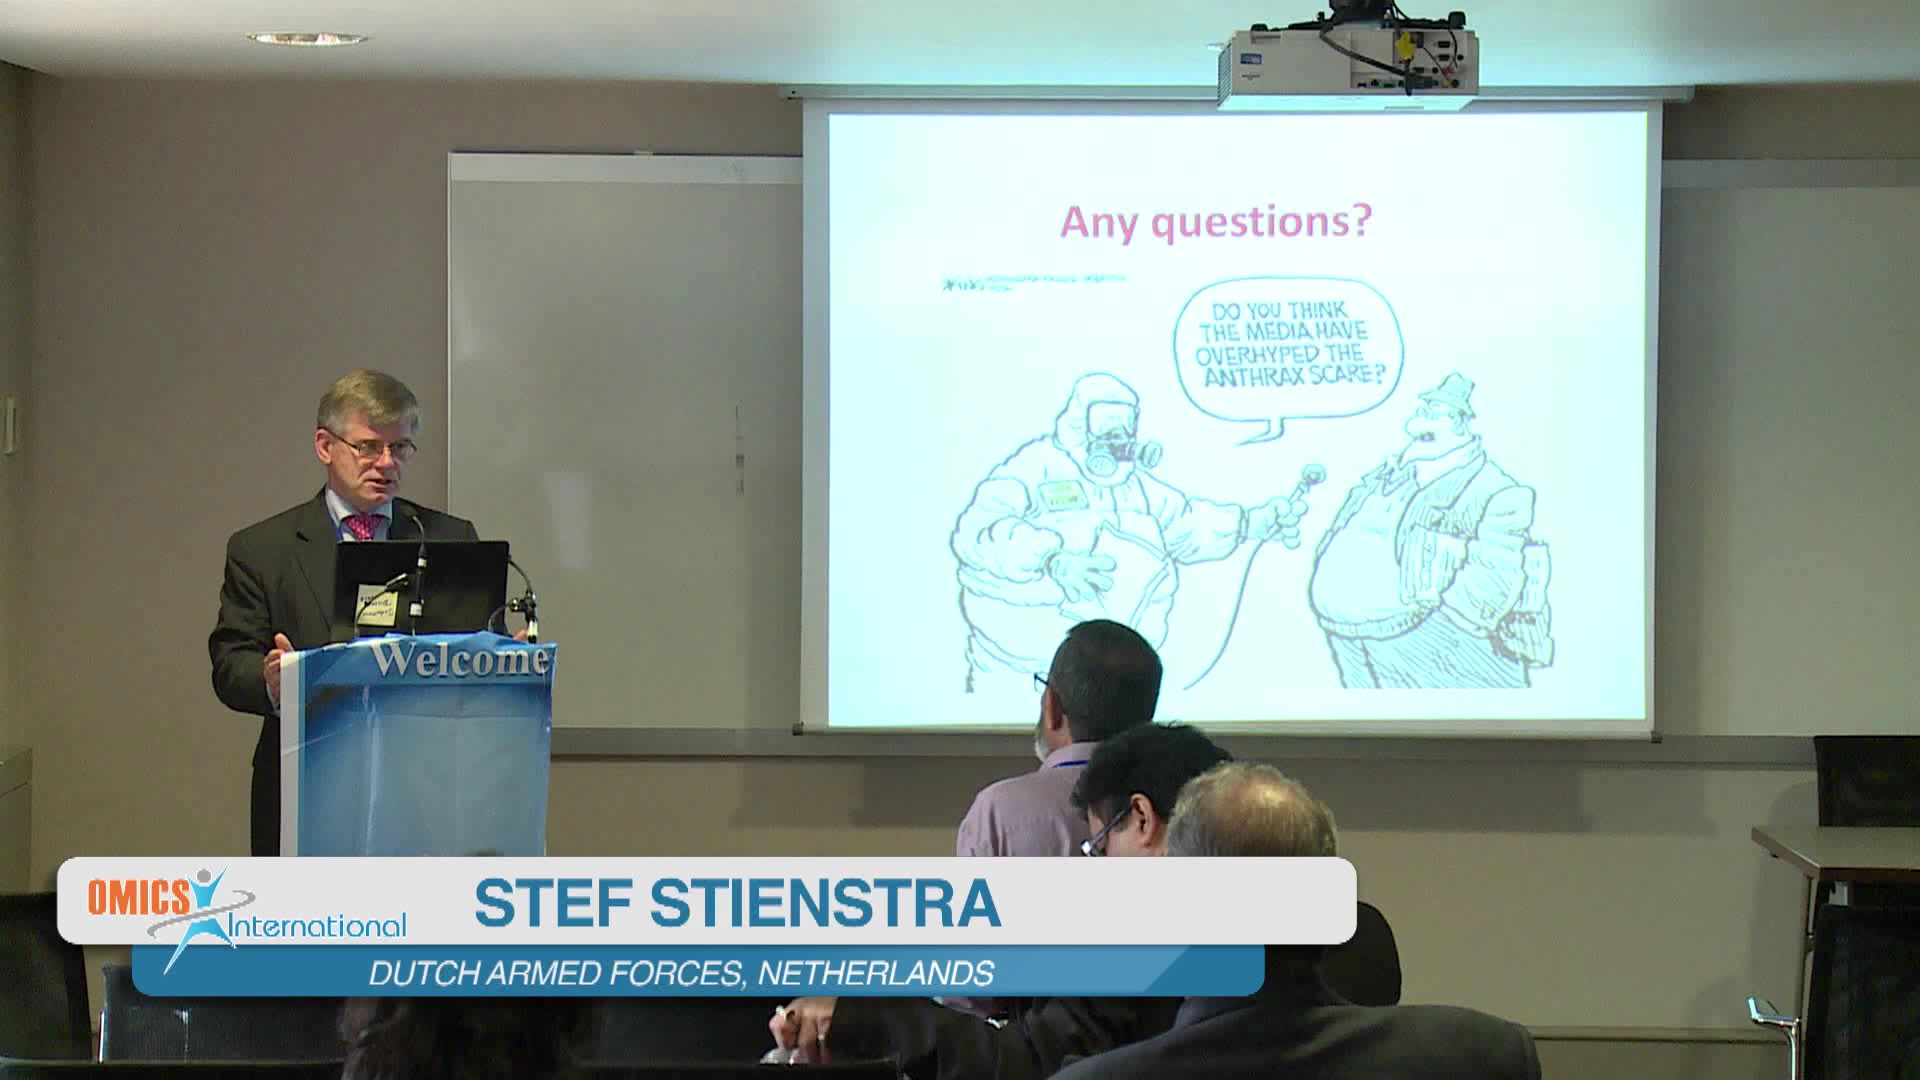 Any questions?
DO YOU THINK
THE MEDIA HAVE
OVERHYPED THE
ANTHRAX SCARE?
Welcome
OMICS
International
STEF STIENSTRA
DUTCH ARMED FORCES, NETHERLANDS